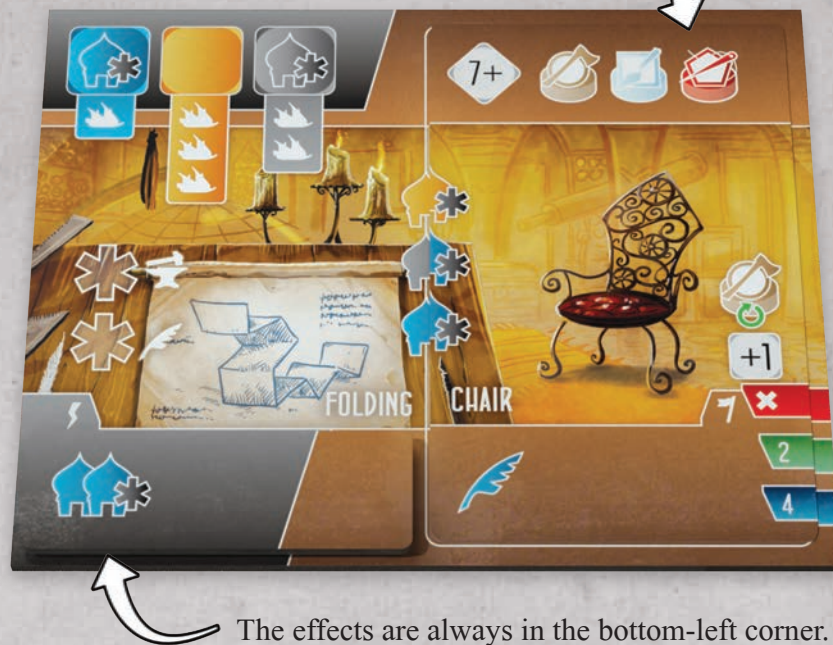 7+
+1
FOLDING CHAIR
2
4
The effects are always in the bottom-left corner.